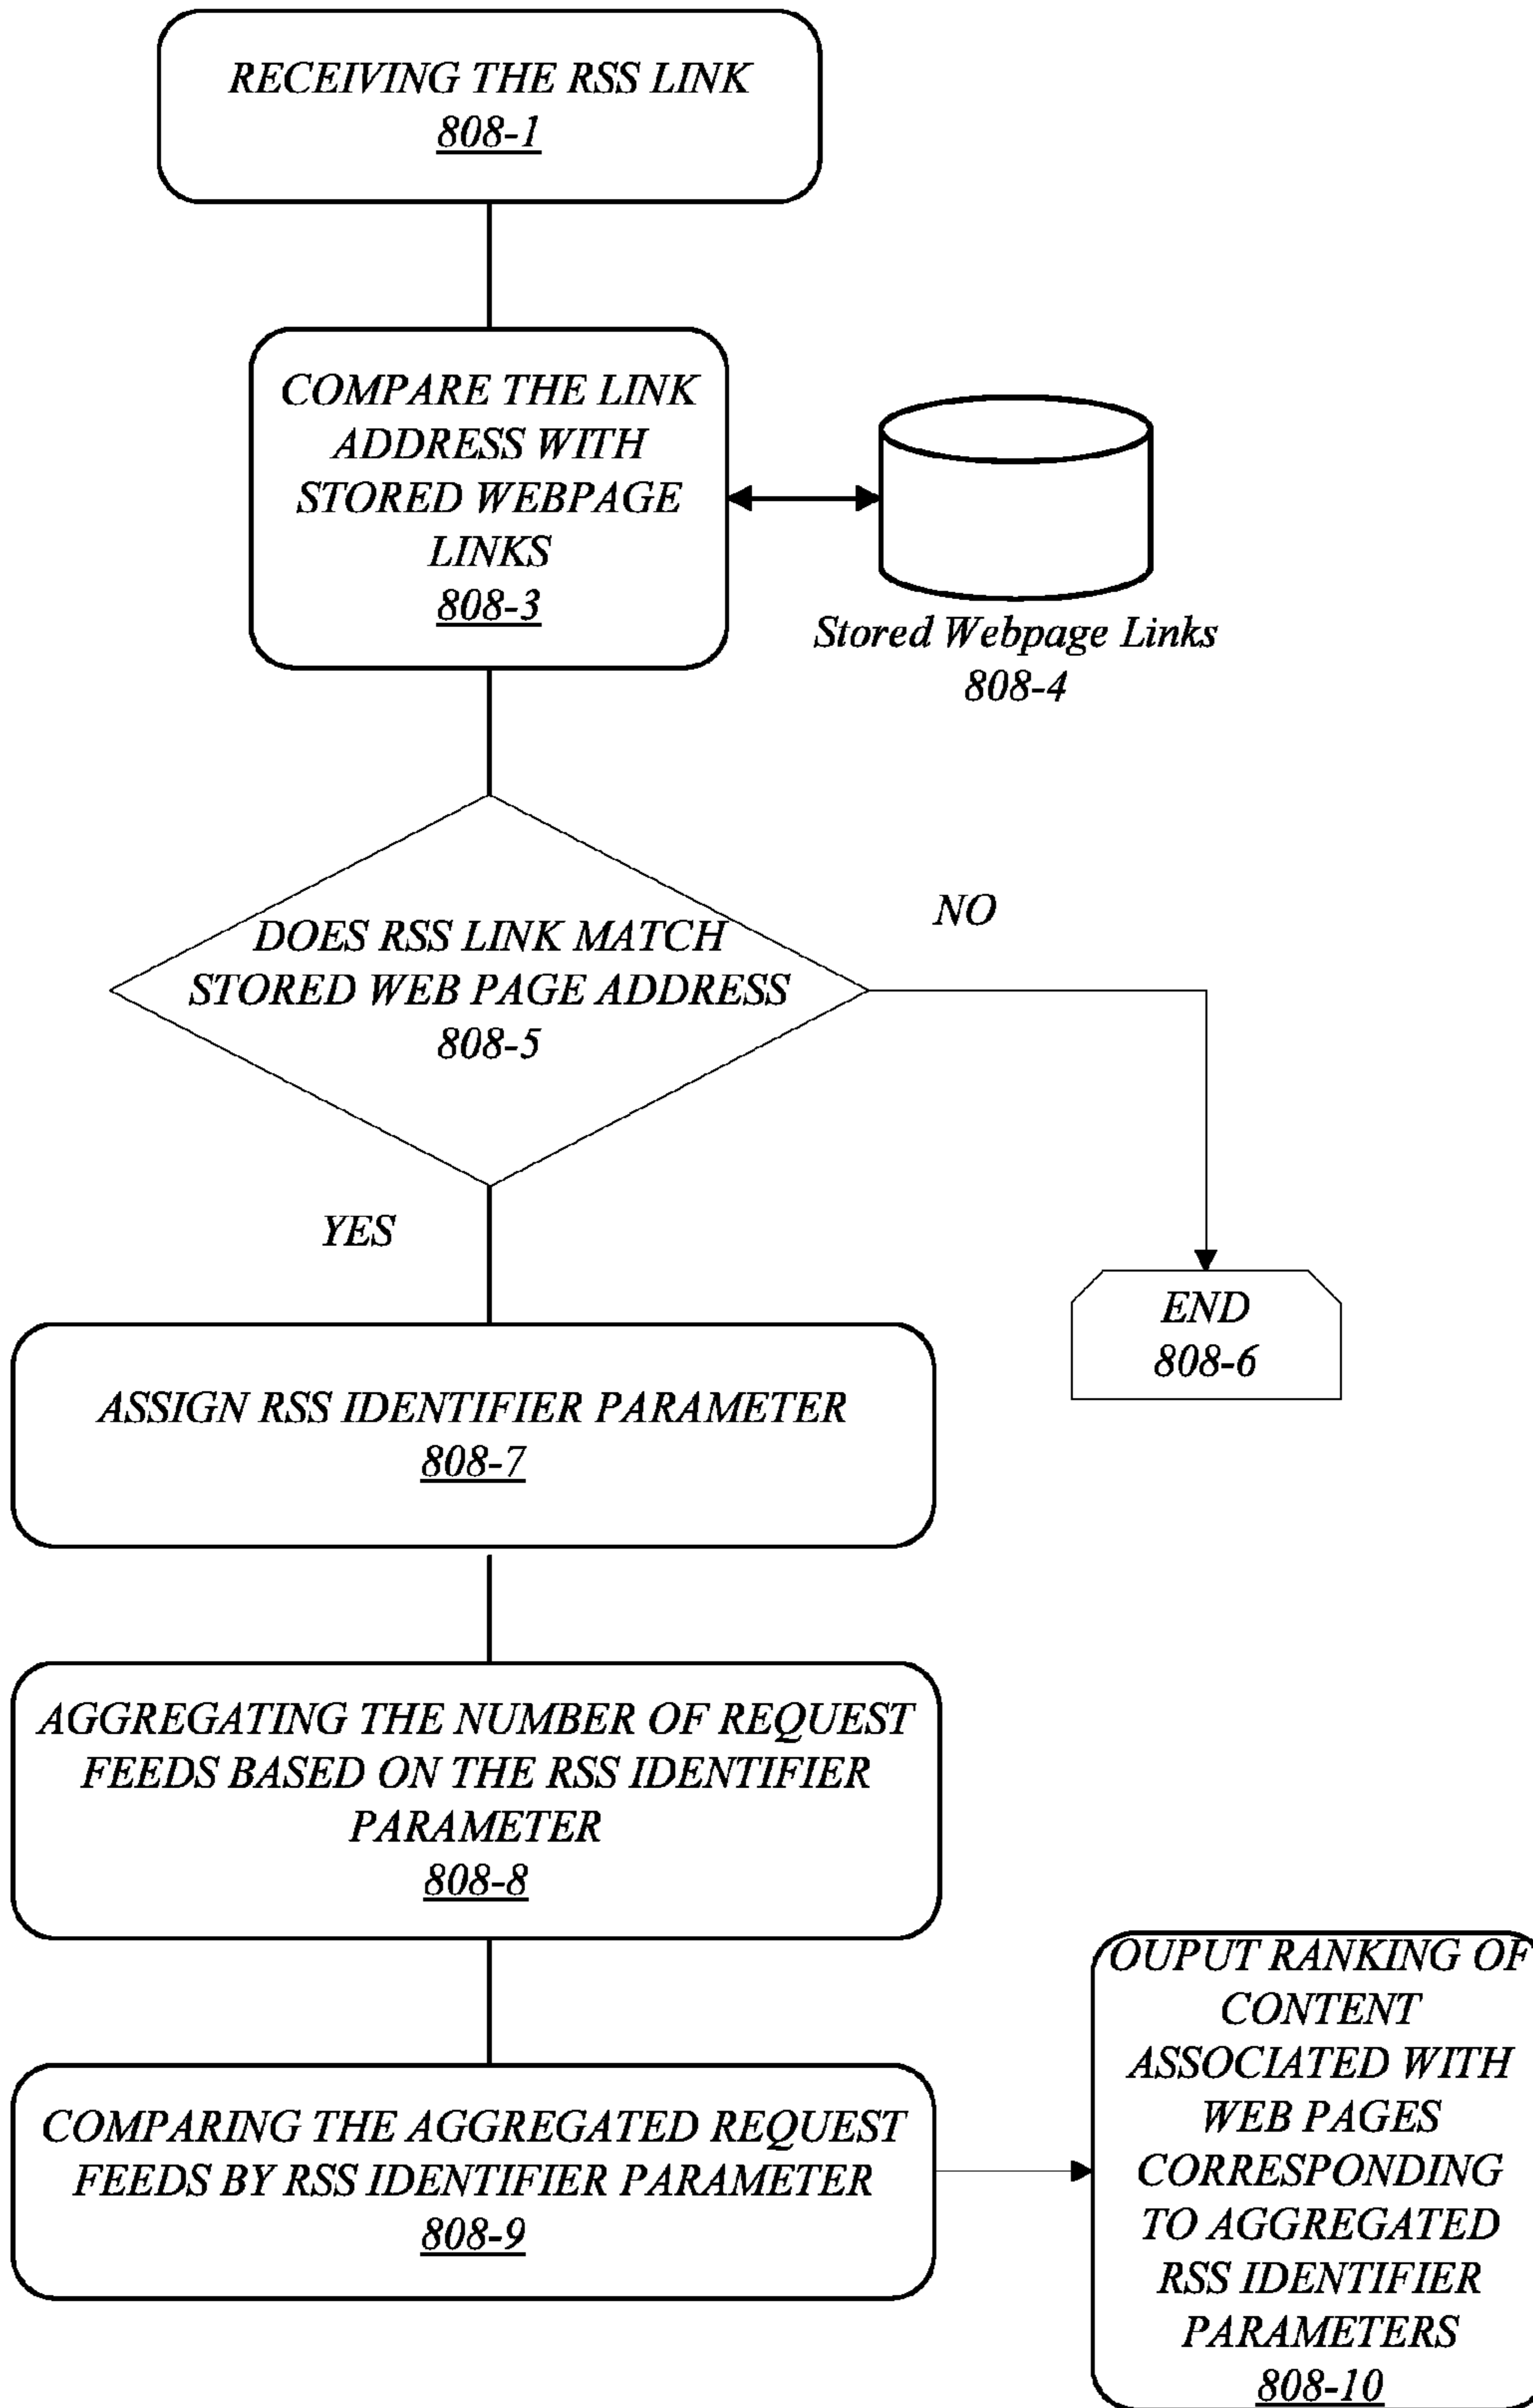 RECEIVING THE RSS LINK
808-1
COMPARE THE LINK
ADDRESS WITH
STORED WEBPAGE
LINKS
808-3
Stored Webpage Links
808-4
DOES RSS LINK MATCH
STORED WEB PAGE ADDRESS
808-5
NO
YES
END
808-6
ASSIGN RSS IDENTIFIER PARAMETER
808-7
AGGREGATING THE NUMBER OF REQUEST
FEEDS BASED ON THE RSS IDENTIFIER
PARAMETER
808-8
COMPARING THE AGGREGATED REQUEST
FEEDS BY RSS IDENTIFIER PARAMETER
808-9
OUPUT RANKING OF
CONTENT
ASSOCIATED WITH
WEB PAGES
CORRESPONDING
TO AGGREGATED
RSS IDENTIFIER
PARAMETERS
808-10